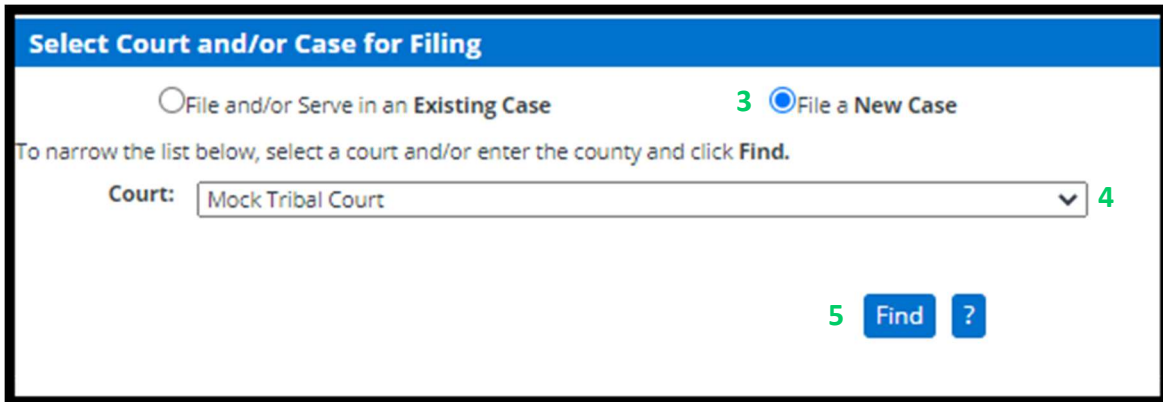 Select Court and/or Case for Filing
File and/or Serve in an Existing Case 3 File a New Case
To narrow the list below, select a court and/or enter the county and click Find.
Court: Mock Tribal Court 4
5 Find ?